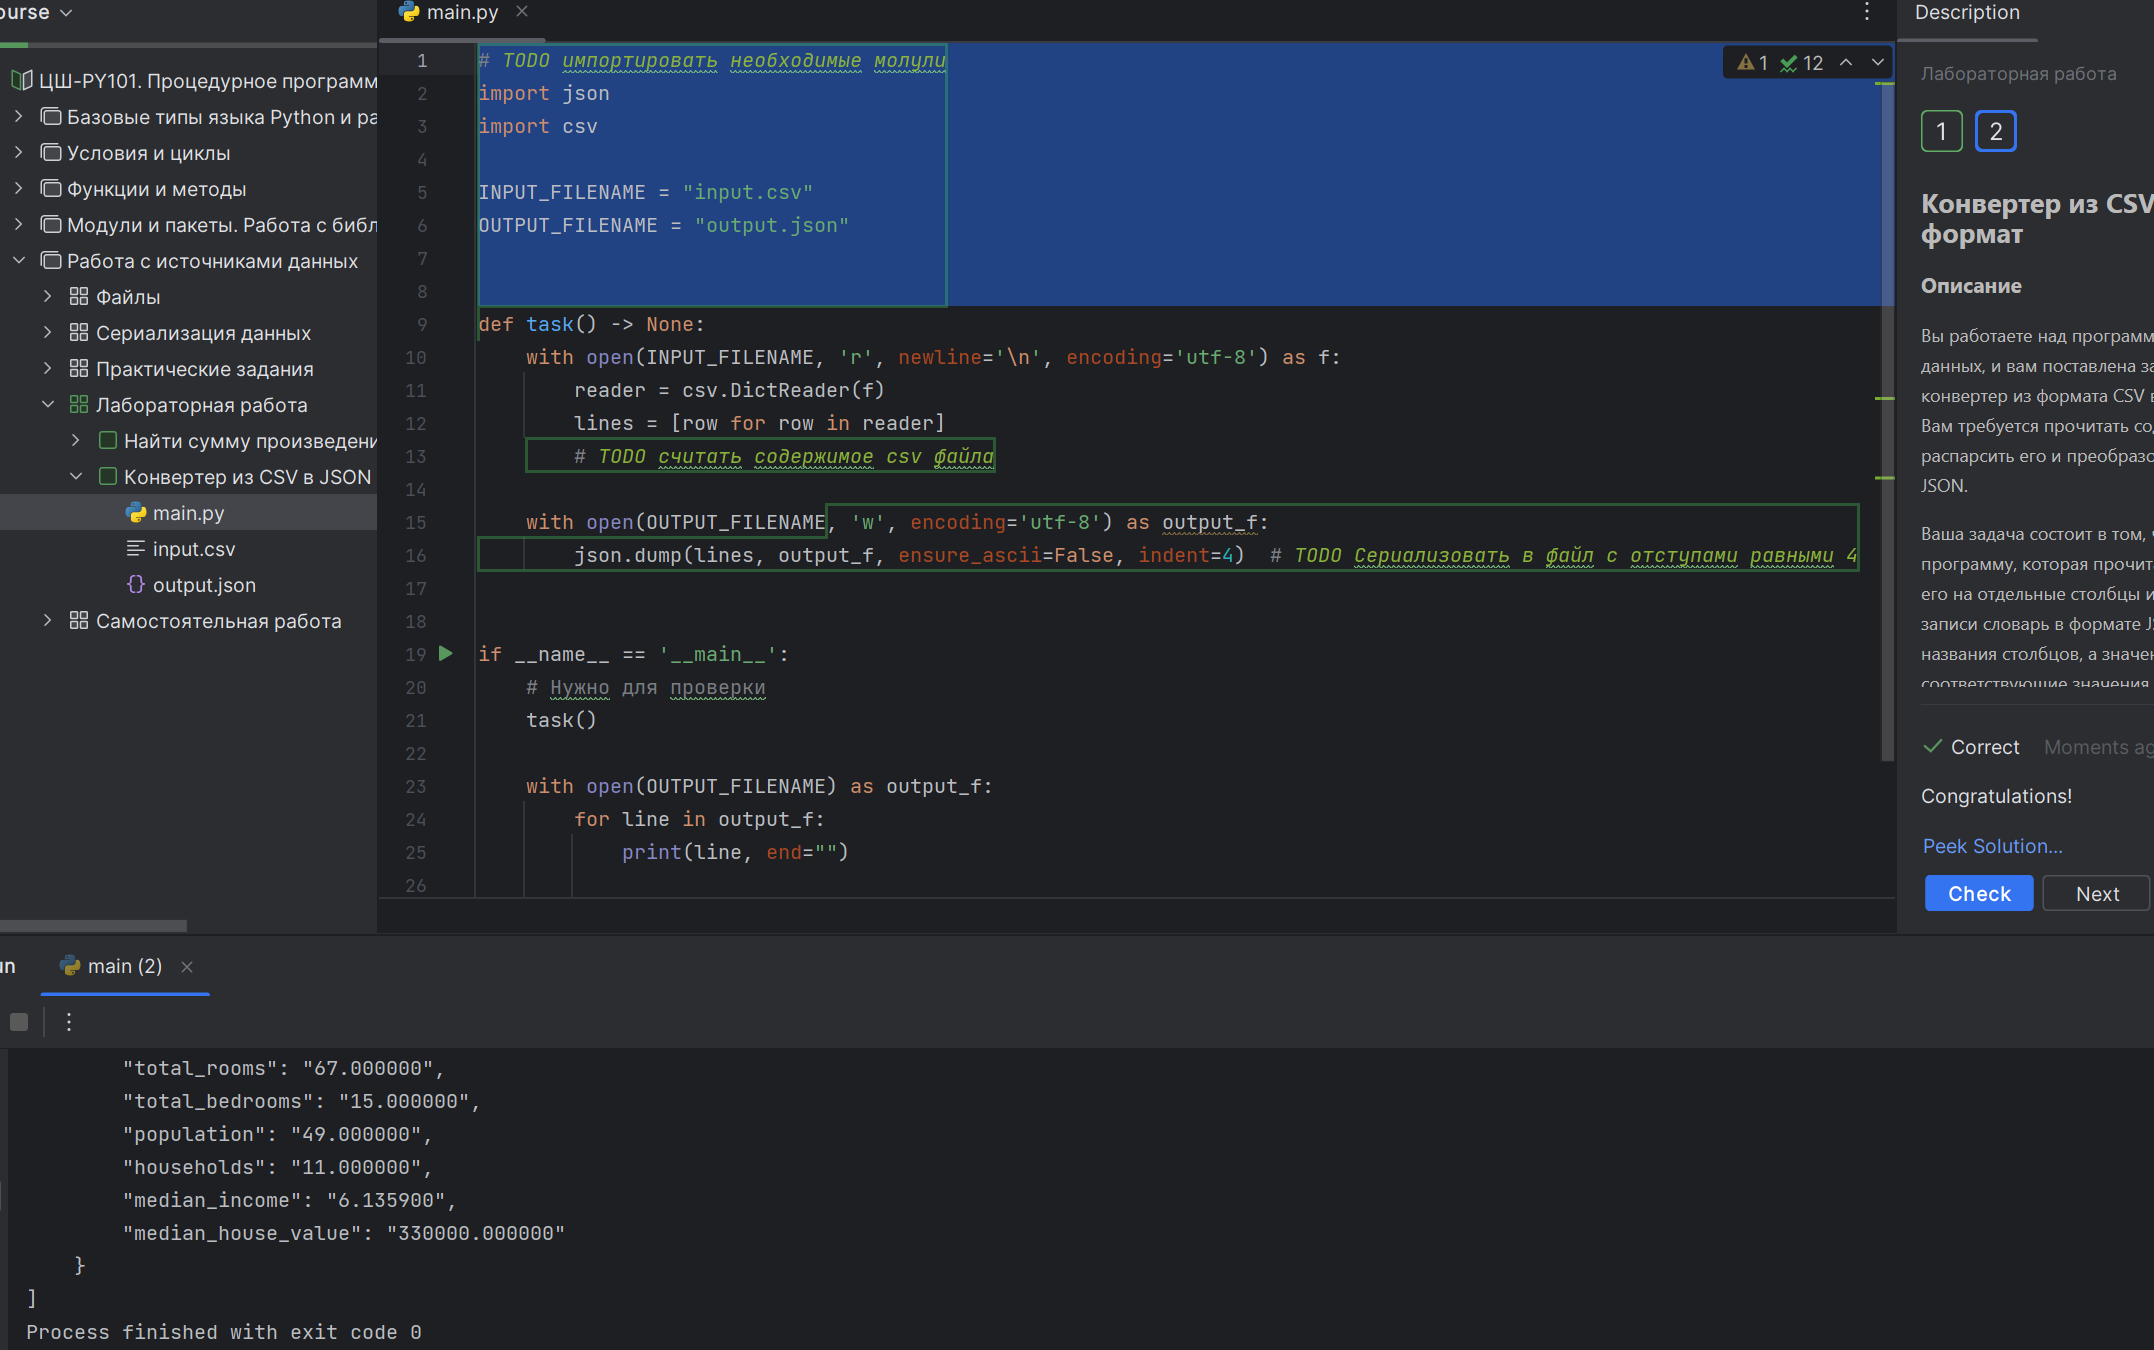 ourse
main.py
Description
ЦШ-PY101. Процедурное программ
Базовые типы языка Python и ра
Условия и циклы
Функции и методы
Модули и пакеты. Работа с библ
Работа с источниками данных
Файлы
Сериализация данных
Практические задания
Лабораторная работа
Найти сумму произведени
Конвертер из CSV в JSON
main.py
input.csv
output.json
Самостоятельная работа
1 # TODO импортировать необходимые молули
2 import json
3 import csv
4
5 INPUT_FILENAME = "input.csv"
6 OUTPUT_FILENAME = "output.json"
7
8
9 def task() -> None:
10 with open(INPUT_FILENAME, 'r', newline='\n', encoding='utf-8') as f:
11 reader = csv.DictReader(f)
12 lines = [row for row in reader]
13 # TODO считать содержимое csv файла
14
15 with open(OUTPUT_FILENAME, 'w', encoding='utf-8') as output_f:
16 json.dump(lines, output_f, ensure_ascii=False, indent=4) # TODO Сериализовать в файл с отступами равными 4
17
18
19 if __name__ == '__main__':
20 # Нужно для проверки
21 task()
22
23 with open(OUTPUT_FILENAME) as output_f:
24 for line in output_f:
25 print(line, end="")
26
1 12
Лабораторная работа
1 2
Конвертер из CSV
формат
Описание
Вы работаете над программ
данных, и вам поставлена за
конвертер из формата CSV в
Вам требуется прочитать сод
распарсить его и преобразо
JSON.
Ваша задача состоит в том, ч
программу, которая прочит
его на отдельные столбцы и
записи словарь в формате JS
названия столбцов, а значен
соответствующие значения
Correct Moments ag
Congratulations!
Peek Solution...
Check Next
un main (2)
"total_rooms": "67.000000",
"total_bedrooms": "15.000000",
"population": "49.000000",
"households": "11.000000",
"median_income": "6.135900",
"median_house_value": "330000.000000"
}
]
Process finished with exit code 0